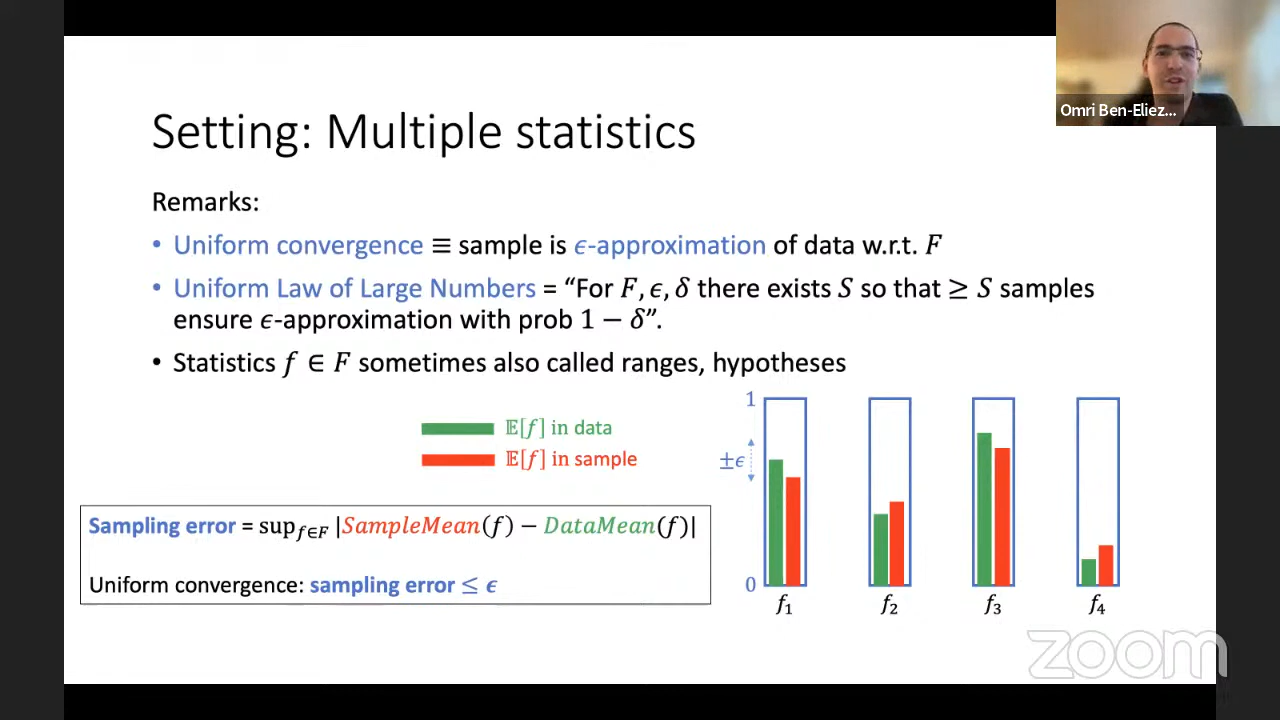 Omri Ben-Eliez...
Setting: Multiple statistics
Remarks:
• Uniform convergence ≡ sample is ϵ-approximation of data w.r.t. F
• Uniform Law of Large Numbers = “For F, ϵ, δ there exists S so that ≥ S samples
ensure ϵ-approximation with prob 1 − δ”.
• Statistics f ∈ F sometimes also called ranges, hypotheses
𝔼[f] in data
𝔼[f] in sample
Sampling error = sup_{f∈F} |SampleMean(f) − DataMean(f)|
Uniform convergence: sampling error ≤ ϵ
1
±ϵ
0
f₁ f₂ f₃ f₄
zoom